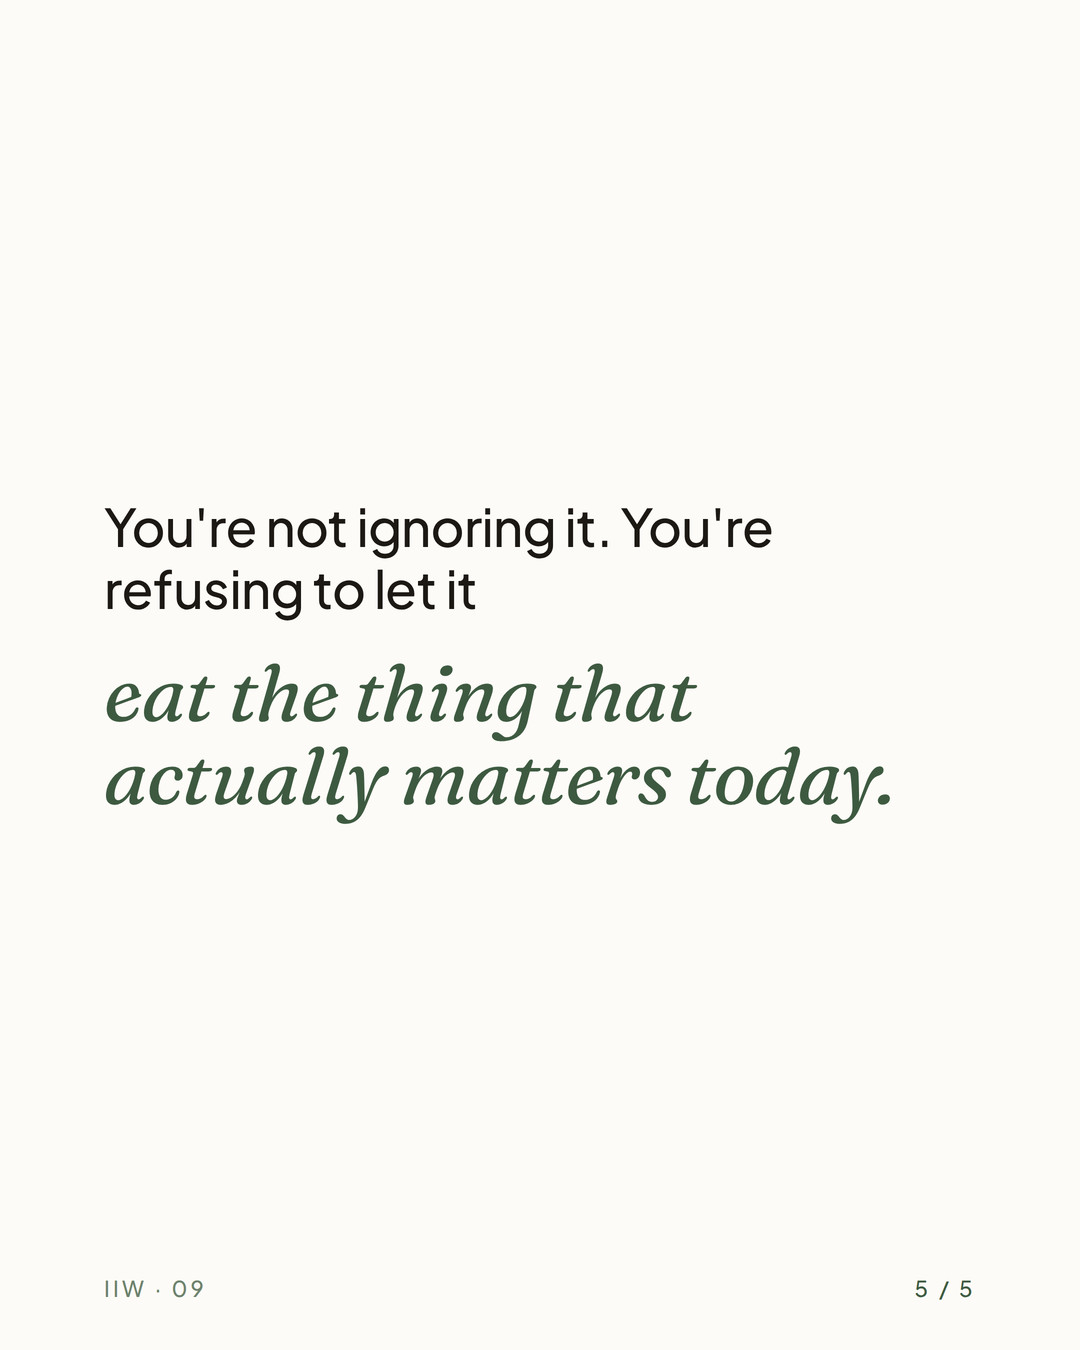 You're not ignoring it. You're
refusing to let it
eat the thing that
actually matters today.
IIW · 09
5 / 5